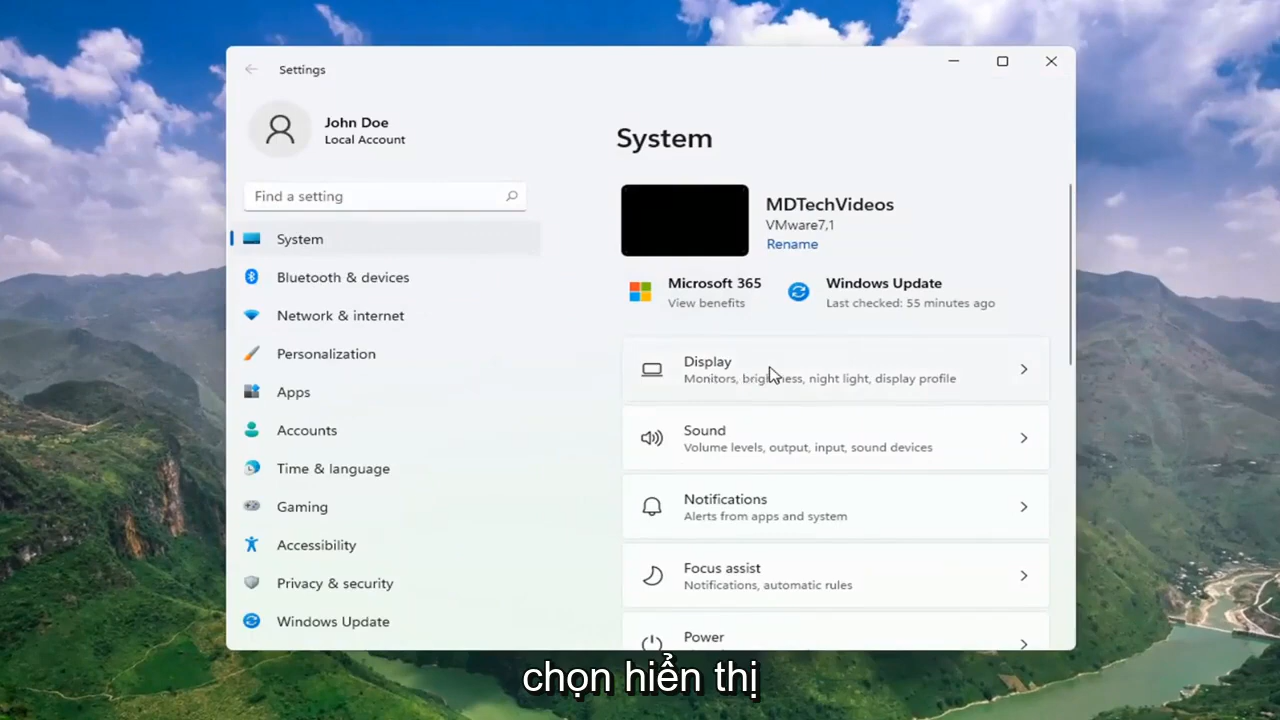 Settings
John Doe
Local Account
Find a setting
System
Bluetooth & devices
Network & internet
Personalization
Apps
Accounts
Time & language
Gaming
Accessibility
Privacy & security
Windows Update
System
MDTechVideos
VMware7,1
Rename
Microsoft 365
View benefits
Windows Update
Last checked: 55 minutes ago
Display
Monitors, brightness, night light, display profile
Sound
Volume levels, output, input, sound devices
Notifications
Alerts from apps and system
Focus assist
Notifications, automatic rules
Power
chọn hiển thị